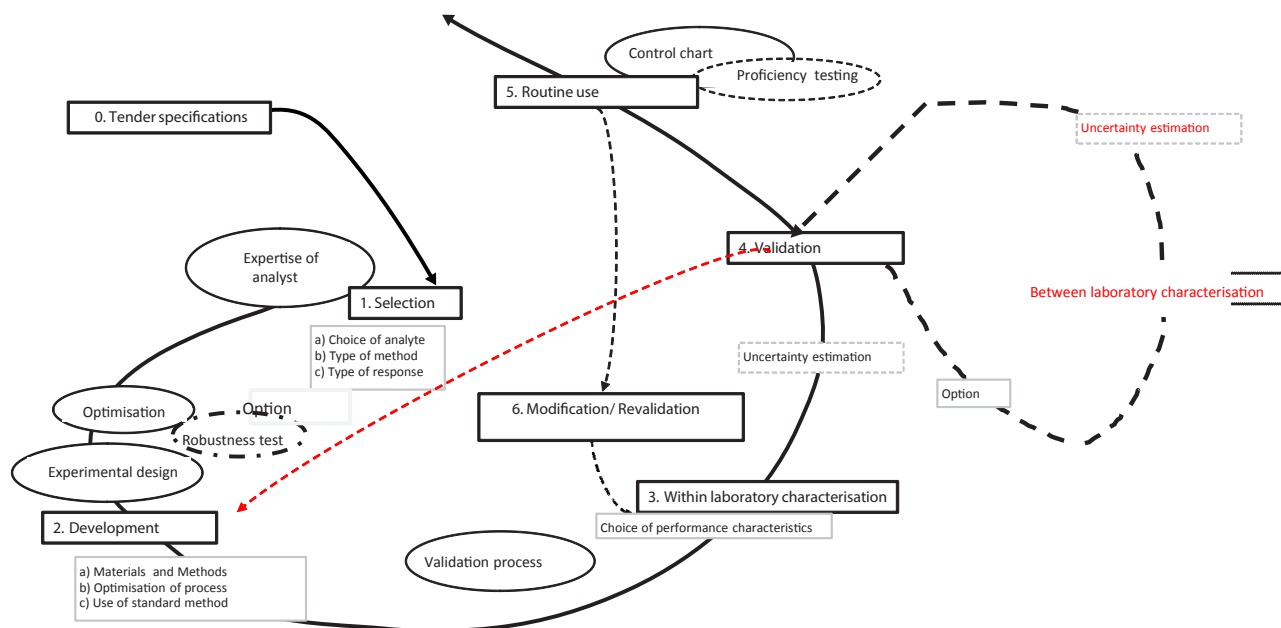 Control chart
Proficiency testing
5. Routine use
0. Tender specifications
Uncertainty estimation
4. Validation
Expertise of
analyst
1. Selection
Between laboratory characterisation
a) Choice of analyte
b) Type of method
c) Type of response
Uncertainty estimation
Option
Optimisation
Option
6. Modification/ Revalidation
Robustness test
Experimental design
3. Within laboratory characterisation
2. Development
Choice of performance characteristics
Validation process
a) Materials and Methods
b) Optimisation of process
c) Use of standard method